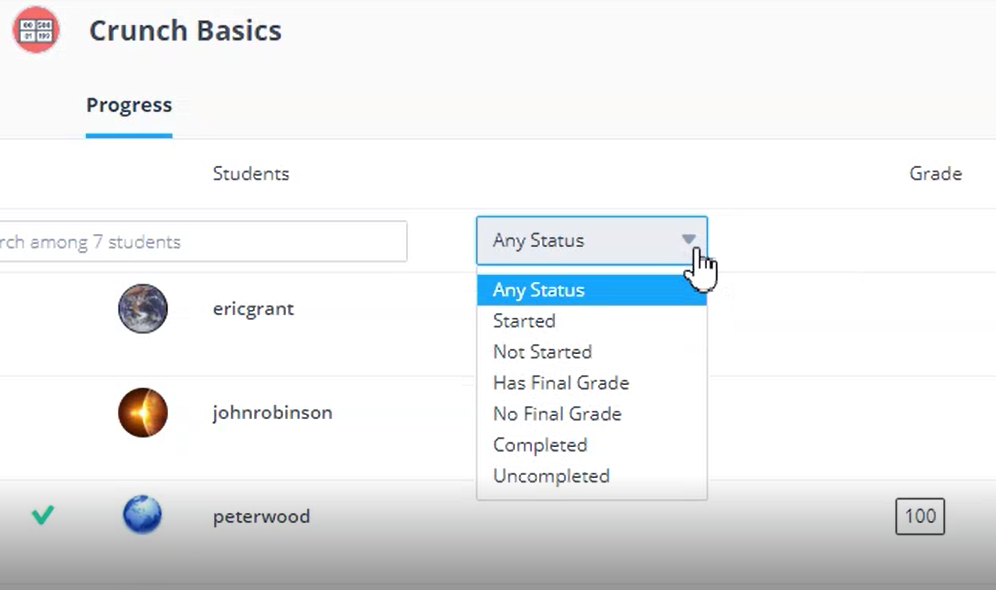 Crunch Basics
Progress
Students Grade
rch among 7 students Any Status
Any Status
ericgrant
Started
Not Started
Has Final Grade
johnrobinson
No Final Grade
Completed
Uncompleted
peterwood 100